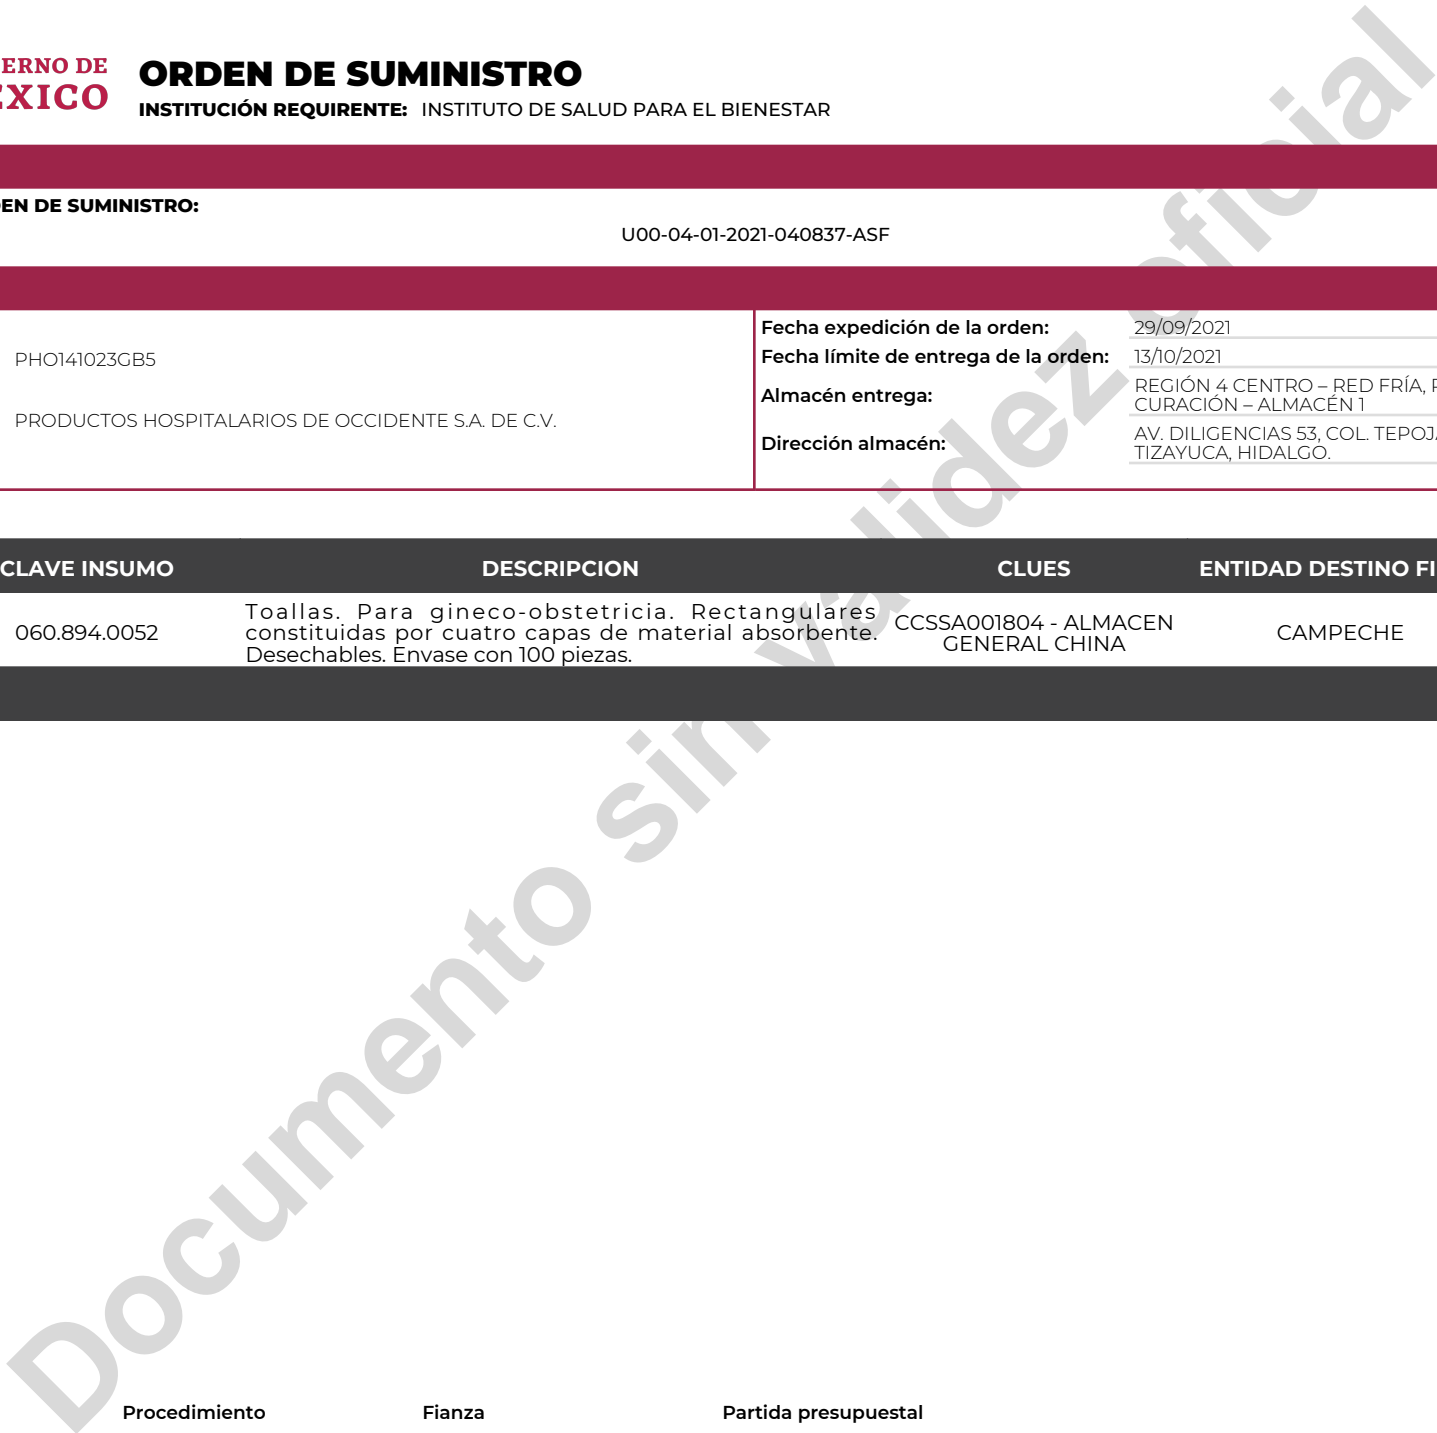 ERNO DE
EXICO
ORDEN DE SUMINISTRO
INSTITUCIÓN REQUIRENTE: INSTITUTO DE SALUD PARA EL BIENESTAR
EN DE SUMINISTRO:
U00-04-01-2021-040837-ASF
PHO141023GB5
PRODUCTOS HOSPITALARIOS DE OCCIDENTE S.A. DE C.V.
Fecha expedición de la orden: 29/09/2021
Fecha límite de entrega de la orden: 13/10/2021
Almacén entrega: REGIÓN 4 CENTRO – RED FRÍA,
CURACIÓN – ALMACÉN 1
Dirección almacén: AV. DILIGENCIAS 53, COL. TEPOJ
TIZAYUCA, HIDALGO.
CLAVE INSUMO DESCRIPCION CLUES ENTIDAD DESTINO FI
060.894.0052
Toallas. Para gineco-obstetricia. Rectangulares
constituidas por cuatro capas de material absorbente.
Desechables. Envase con 100 piezas.
CCSSA001804 - ALMACEN
GENERAL CHINA
CAMPECHE
Documento sin validez oficial
Procedimiento Fianza Partida presupuestal